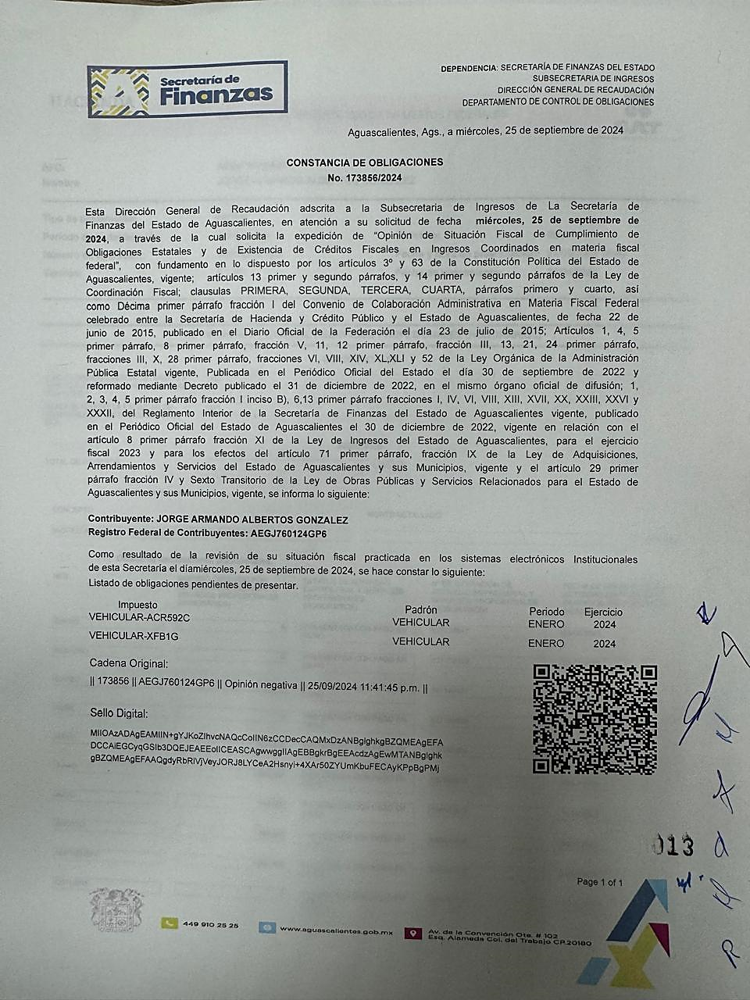 Secretaría de
Finanzas
DEPENDENCIA: SECRETARÍA DE FINANZAS DEL ESTADO
SUBSECRETARIA DE INGRESOS
DIRECCIÓN GENERAL DE RECAUDACIÓN
DEPARTAMENTO DE CONTROL DE OBLIGACIONES
Aguascalientes, Ags., a miércoles, 25 de septiembre de 2024
CONSTANCIA DE OBLIGACIONES
No. 173856/2024
Esta Dirección General de Recaudación adscrita a la Subsecretaria de Ingresos de La Secretaría de
Finanzas del Estado de Aguascalientes, en atención a su solicitud de fecha miércoles, 25 de septiembre de
2024, a través de la cual solicita la expedición de “Opinión de Situación Fiscal de Cumplimiento de
Obligaciones Estatales y de Existencia de Créditos Fiscales en Ingresos Coordinados en materia fiscal
federal”, con fundamento en lo dispuesto por los artículos 3º y 63 de la Constitución Política del Estado de
Aguascalientes, vigente; artículos 13 primer y segundo párrafos, y 14 primer y segundo párrafos de la Ley de
Coordinación Fiscal; clausulas PRIMERA, SEGUNDA, TERCERA, CUARTA, párrafos primero y cuarto, así
como Décima primer párrafo fracción I del Convenio de Colaboración Administrativa en Materia Fiscal Federal
celebrado entre la Secretaría de Hacienda y Crédito Público y el Estado de Aguascalientes, de fecha 22 de
junio de 2015, publicado en el Diario Oficial de la Federación el día 23 de julio de 2015; Artículos 1, 4, 5
primer párrafo, 8 primer párrafo, fracción V, 11, 12 primer párrafo, fracción III, 13, 21, 24 primer párrafo,
fracciones III, X, 28 primer párrafo, fracciones VI, VIII, XIV, XL,XLI y 52 de la Ley Orgánica de la Administración
Pública Estatal vigente, Publicada en el Periódico Oficial del Estado el día 30 de septiembre de 2022 y
reformado mediante Decreto publicado el 31 de diciembre de 2022, en el mismo órgano oficial de difusión; 1,
2, 3, 4, 5 primer párrafo fracción I inciso B), 6,13 primer párrafo fracciones I, IV, VI, VIII, XIII, XVII, XX, XXIII, XXVI y
XXXII, del Reglamento Interior de la Secretaría de Finanzas del Estado de Aguascalientes vigente, publicado
en el Periódico Oficial del Estado de Aguascalientes el 30 de diciembre de 2022, vigente en relación con el
artículo 8 primer párrafo fracción XI de la Ley de Ingresos del Estado de Aguascalientes, para el ejercicio
fiscal 2023 y para los efectos del artículo 71 primer párrafo, fracción IX de la Ley de Adquisiciones,
Arrendamientos y Servicios del Estado de Aguascalientes y sus Municipios, vigente y el artículo 29 primer
párrafo fracción IV y Sexto Transitorio de la Ley de Obras Públicas y Servicios Relacionados para el Estado de
Aguascalientes y sus Municipios, vigente, se informa lo siguiente:
Contribuyente: JORGE ARMANDO ALBERTOS GONZALEZ
Registro Federal de Contribuyentes: AEGJ760124GP6
Como resultado de la revisión de su situación fiscal practicada en los sistemas electrónicos Institucionales
de esta Secretaría el díamiércoles, 25 de septiembre de 2024, se hace constar lo siguiente:
Listado de obligaciones pendientes de presentar.
Impuesto Padrón Periodo Ejercicio
VEHICULAR-ACR592C VEHICULAR ENERO 2024
VEHICULAR-XFB1G VEHICULAR ENERO 2024
Cadena Original:
|| 173856 || AEGJ760124GP6 || Opinión negativa || 25/09/2024 11:41:45 p.m. ||
Sello Digital:
MIIOAzADAgEAMIIN+gYJKoZIhvcNAQcCoIIN6zCCDecCAQMxDzANBglghkgBZQMEAgEFA
DCCAiEGCyqGSIb3DQEJEAEEoIICEASCAgwwggIIAgEBBgkrBgEEAcdzAgEwMTANBglghk
gBZQMEAgEFAAQgdyRbRIVjVeyJORJ8LYCeA2Hsnyi+4XAr50ZYUmKbuFECAyKPpBgPMj
013
Page 1 of 1
449 910 25 25
www.aguascalientes.gob.mx
Av. de la Convención Ote. # 102
Esq. Alameda Col. del Trabajo CP.20180